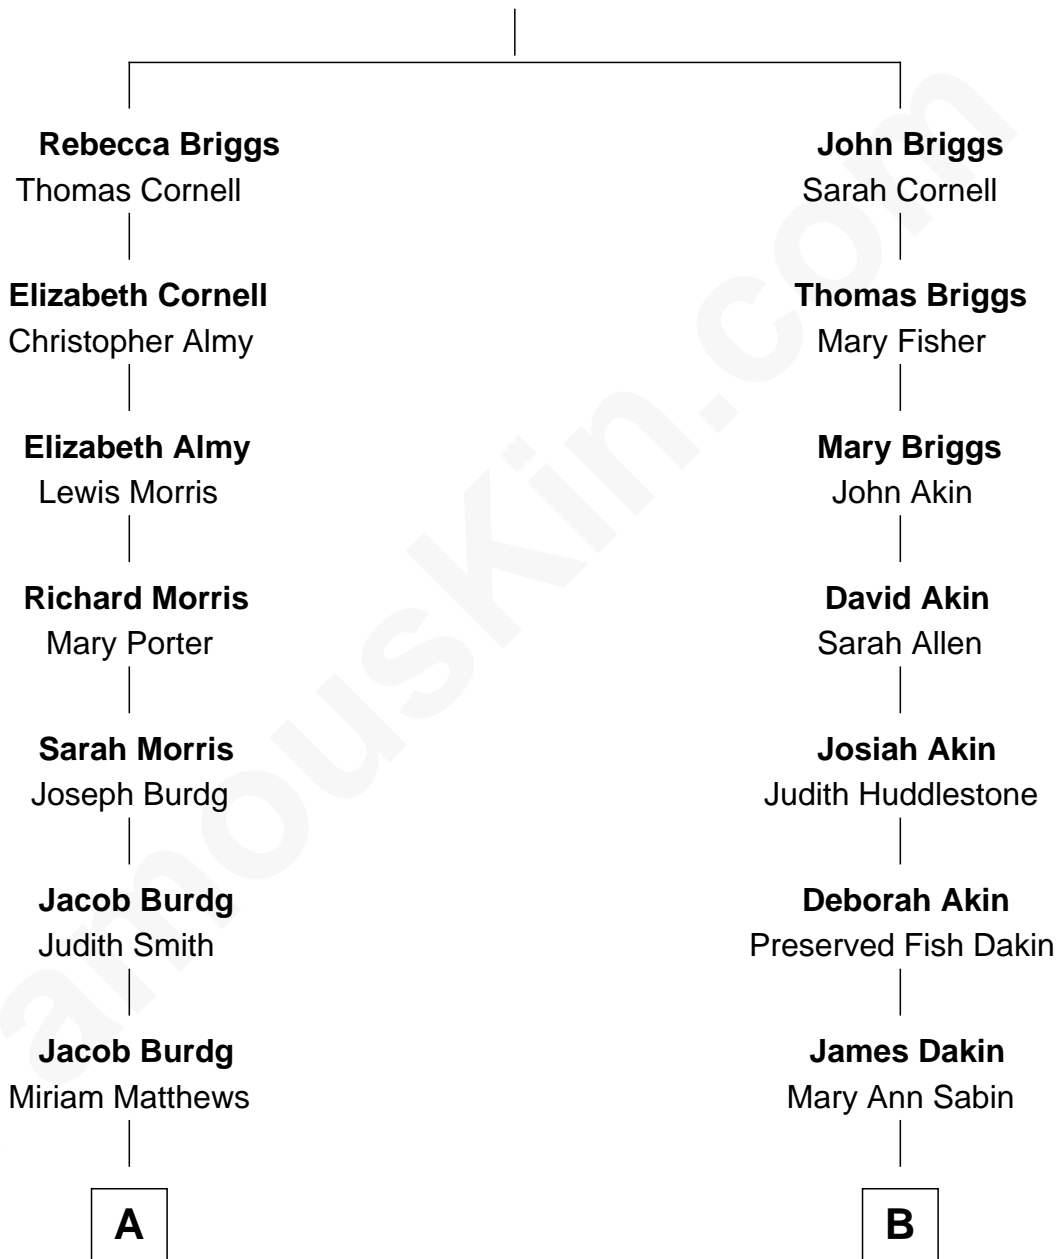 Rebecca Briggs
Thomas Cornell
John Briggs
Sarah Cornell
Elizabeth Cornell
Christopher Almy
Thomas Briggs
Mary Fisher
Elizabeth Almy
Lewis Morris
Mary Briggs
John Akin
Richard Morris
Mary Porter
David Akin
Sarah Allen
Sarah Morris
Joseph Burdg
Josiah Akin
Judith Huddlestone
Jacob Burdg
Judith Smith
Deborah Akin
Preserved Fish Dakin
Jacob Burdg
Miriam Matthews
James Dakin
Mary Ann Sabin
A
B
amousKin.com